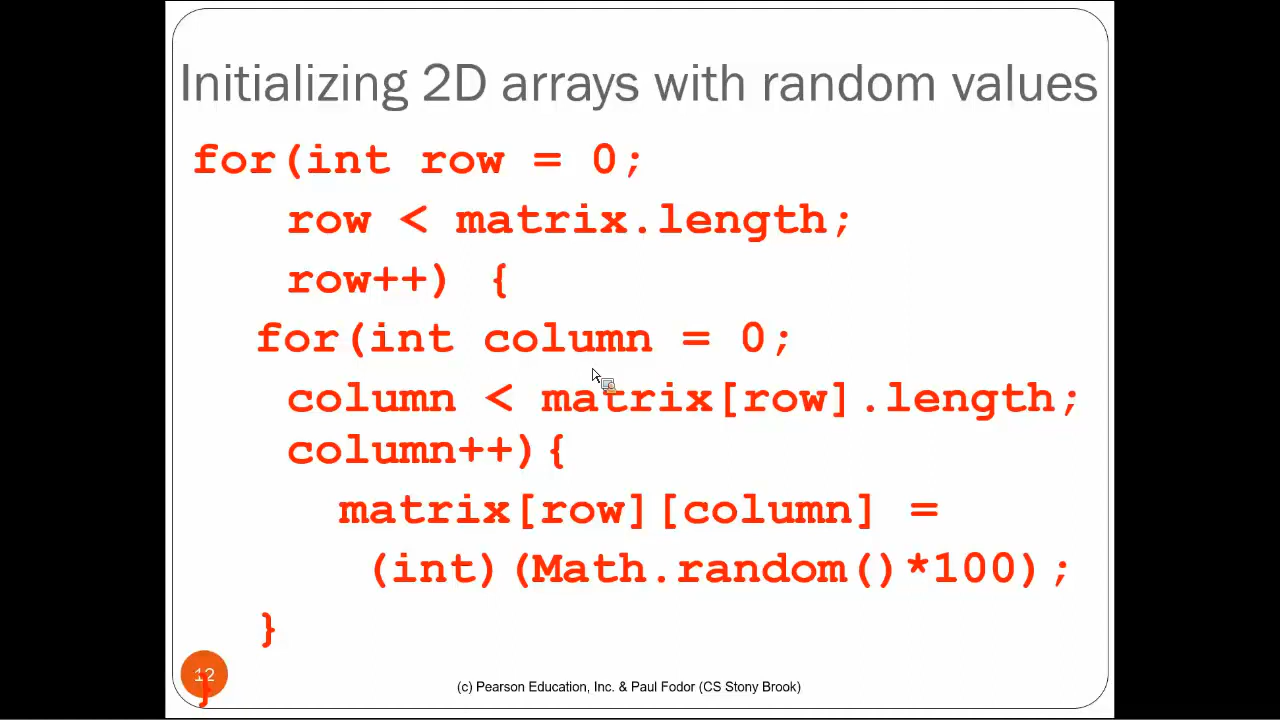 Initializing 2D arrays with random values
for(int row = 0;
row < matrix.length;
row++) {
for(int column = 0;
column < matrix[row].length;
column++){
matrix[row][column] =
(int)(Math.random()*100);
}
12
}
(c) Pearson Education, Inc. & Paul Fodor (CS Stony Brook)